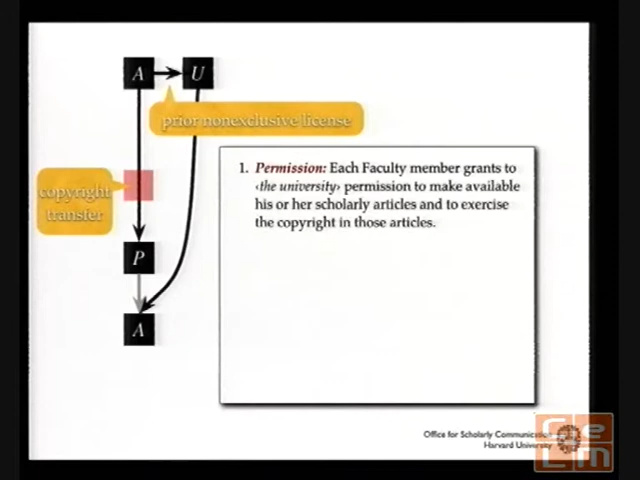 A
U
prior nonexclusive license
copyright
transfer
P
A
1. Permission: Each Faculty member grants to
‹the university› permission to make available
his or her scholarly articles and to exercise
the copyright in those articles.
Office for Scholarly Communication
Harvard University
CeLm